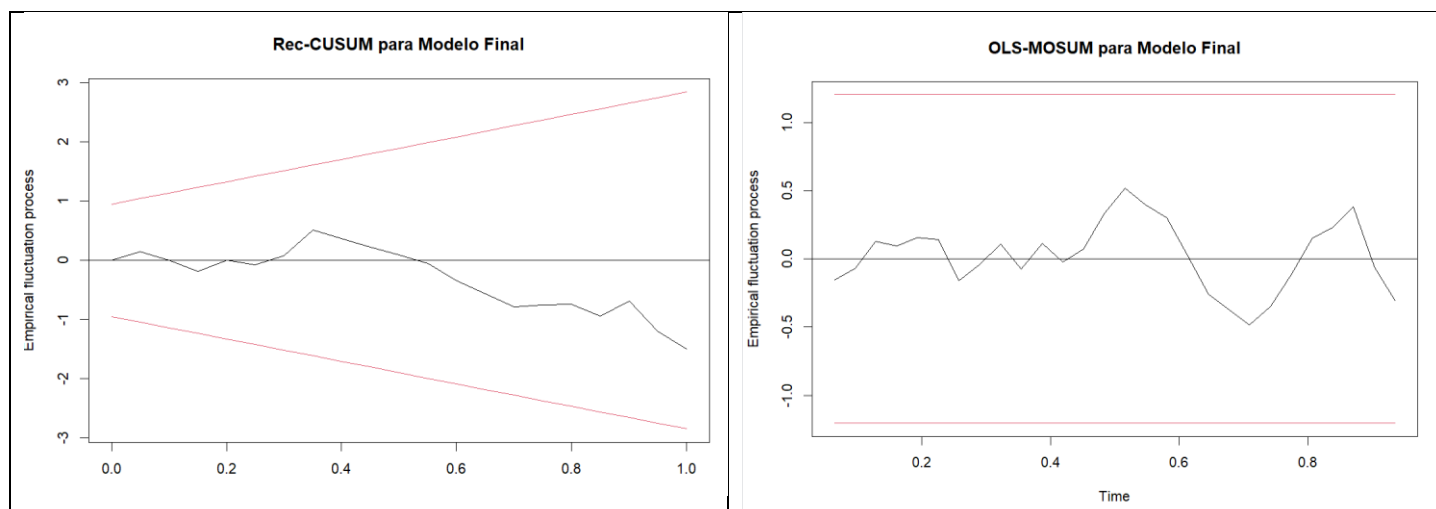 Rec-CUSUM para Modelo Final
Empirical fluctuation process
3
2
1
0
-1
-2
-3
0.0 0.2 0.4 0.6 0.8 1.0
OLS-MOSUM para Modelo Final
Empirical fluctuation process
1.0
0.5
0.0
-0.5
-1.0
0.2 0.4 0.6 0.8
Time